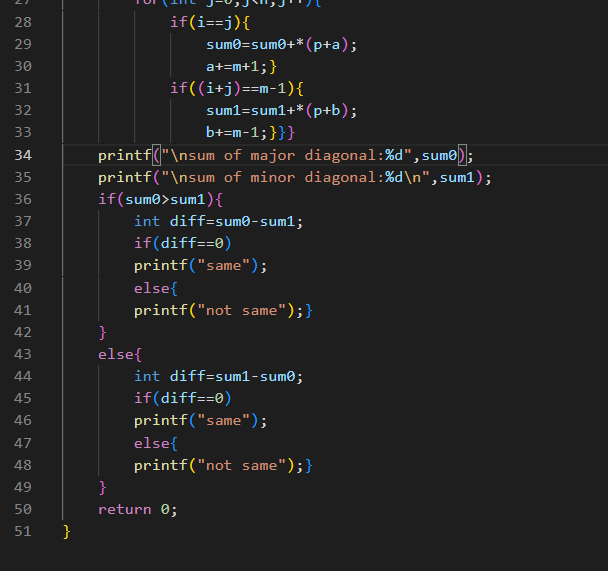 27 for(int j=0;j<n;j++){
28 if(i==j){
29 sum0=sum0+*(p+a);
30 a+=m+1;}
31 if((i+j)==m-1){
32 sum1=sum1+*(p+b);
33 b+=m-1;}}}
34 printf("\nsum of major diagonal:%d",sum0);
35 printf("\nsum of minor diagonal:%d\n",sum1);
36 if(sum0>sum1){
37 int diff=sum0-sum1;
38 if(diff==0)
39 printf("same");
40 else{
41 printf("not same");}
42 }
43 else{
44 int diff=sum1-sum0;
45 if(diff==0)
46 printf("same");
47 else{
48 printf("not same");}
49 }
50 return 0;
51 }